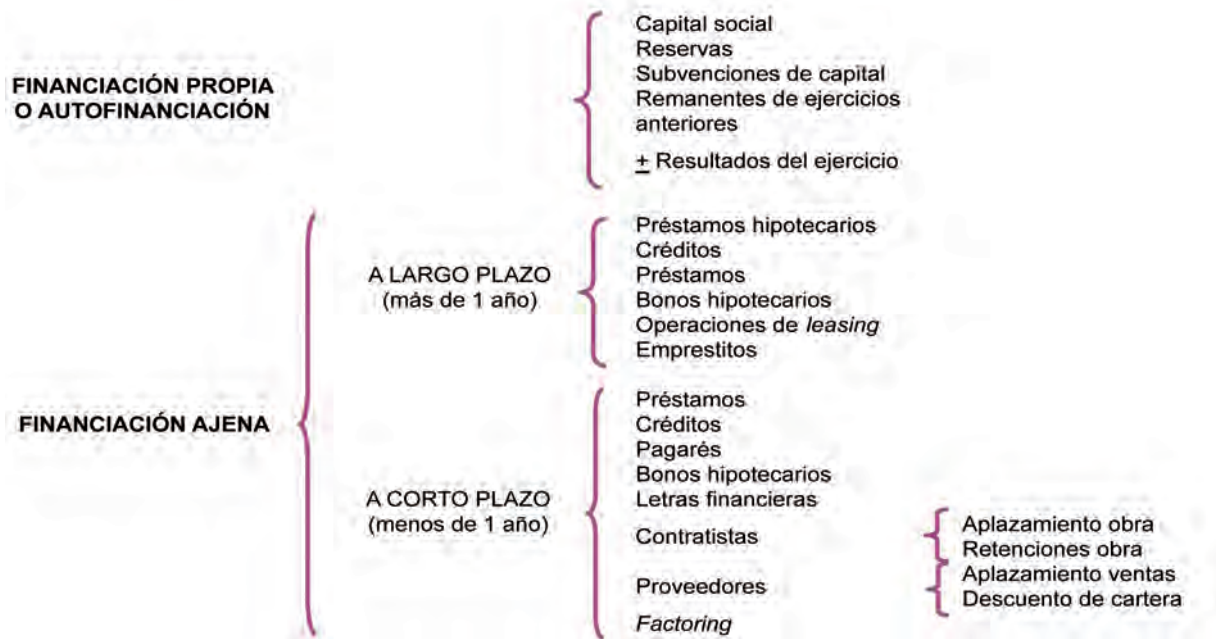 Capital social
Reservas
Subvenciones de capital
Remanentes de ejercicios
anteriores
± Resultados del ejercicio
FINANCIACIÓN PROPIA
O AUTOFINANCIACIÓN
Préstamos hipotecarios
Créditos
Préstamos
Bonos hipotecarios
Operaciones de leasing
Emprestitos
A LARGO PLAZO
(más de 1 año)
FINANCIACIÓN AJENA
Préstamos
Créditos
Pagarés
Bonos hipotecarios
Letras financieras
Contratistas
Proveedores
Factoring
A CORTO PLAZO
(menos de 1 año)
Aplazamiento obra
Retenciones obra
Aplazamiento ventas
Descuento de cartera